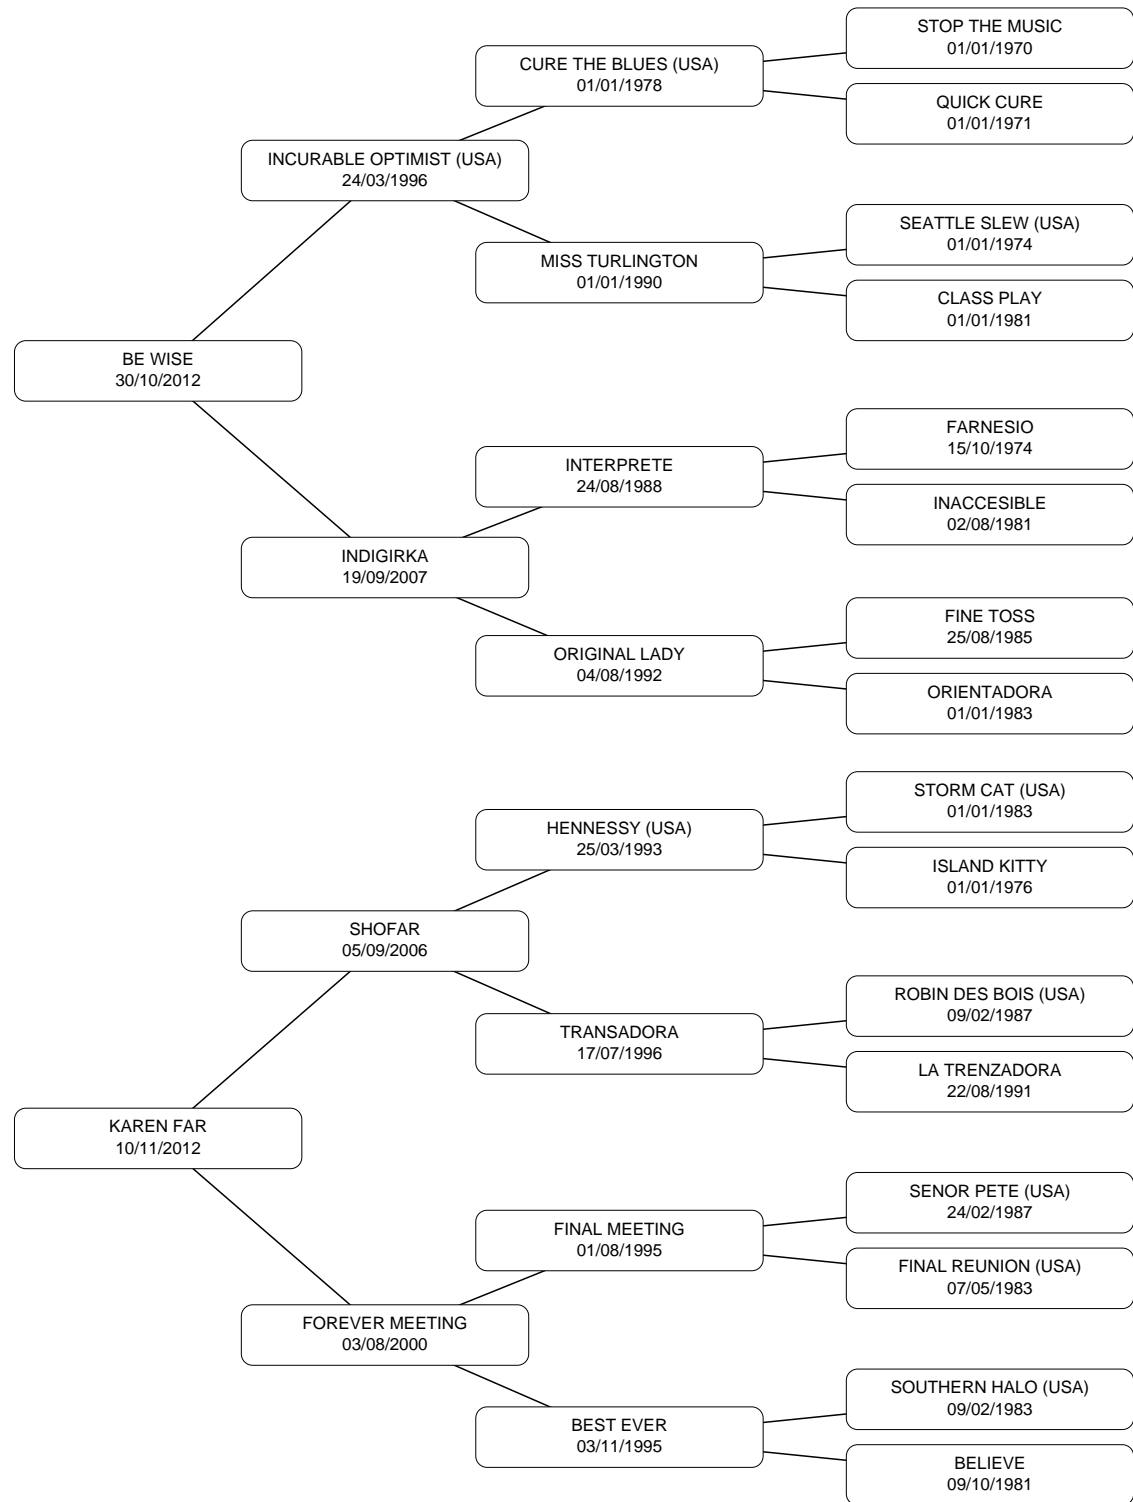 STOP THE MUSIC
01/01/1970
CURE THE BLUES (USA)
01/01/1978
QUICK CURE
01/01/1971
INCURABLE OPTIMIST (USA)
24/03/1996
SEATTLE SLEW (USA)
01/01/1974
MISS TURLINGTON
01/01/1990
CLASS PLAY
01/01/1981
BE WISE
30/10/2012
FARNESIO
15/10/1974
INTERPRETE
24/08/1988
INACCESIBLE
02/08/1981
INDIGIRKA
19/09/2007
FINE TOSS
25/08/1985
ORIGINAL LADY
04/08/1992
ORIENTADORA
01/01/1983
STORM CAT (USA)
01/01/1983
HENNESSY (USA)
25/03/1993
ISLAND KITTY
01/01/1976
SHOFAR
05/09/2006
ROBIN DES BOIS (USA)
09/02/1987
TRANSADORA
17/07/1996
LA TRENZADORA
22/08/1991
KAREN FAR
10/11/2012
SENOR PETE (USA)
24/02/1987
FINAL MEETING
01/08/1995
FINAL REUNION (USA)
07/05/1983
FOREVER MEETING
03/08/2000
SOUTHERN HALO (USA)
09/02/1983
BEST EVER
03/11/1995
BELIEVE
09/10/1981